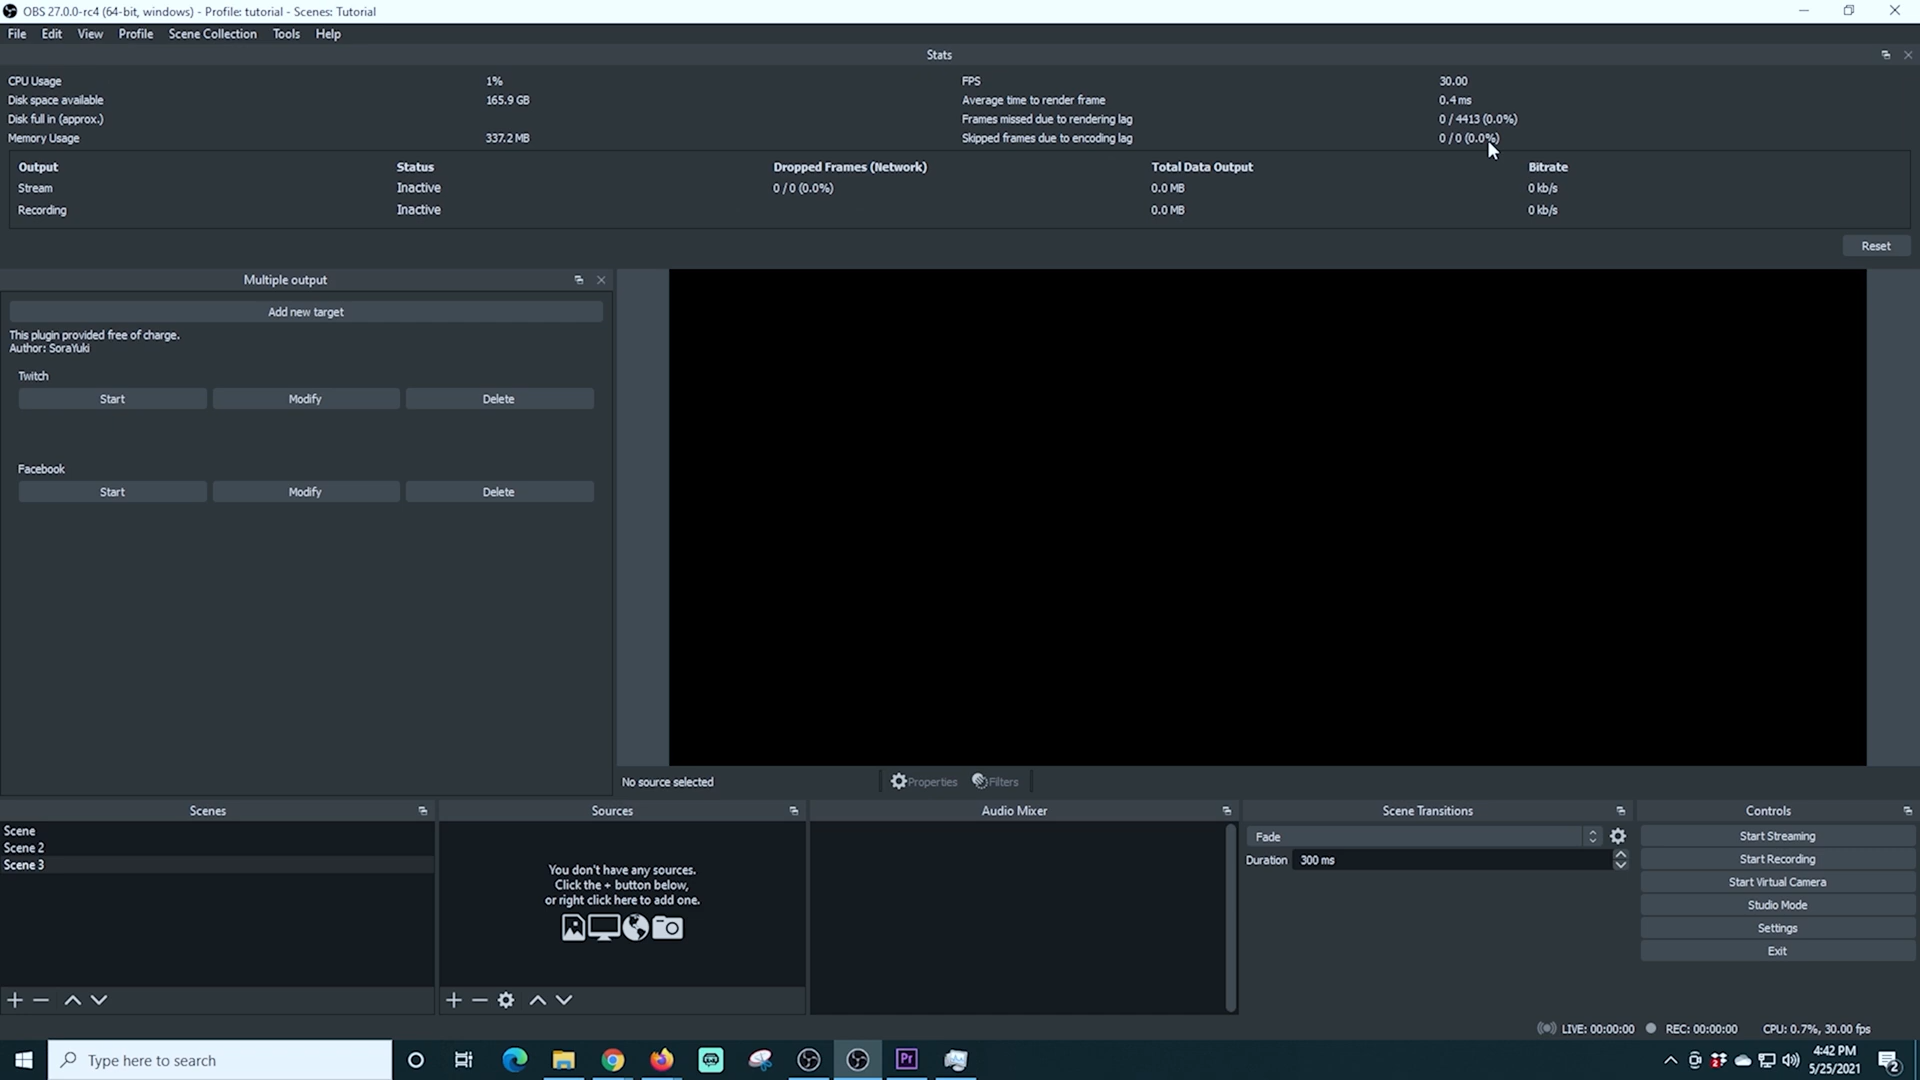 OBS 27.0.0-rc4 (64-bit, windows) - Profile: tutorial - Scenes: Tutorial
File Edit View Profile Scene Collection Tools Help
Stats
CPU Usage 1% FPS 30.00
Disk space available 165.9 GB Average time to render frame 0.4 ms
Disk full in (approx.) Frames missed due to rendering lag 0 / 4413 (0.0%)
Memory Usage 337.2 MB Skipped frames due to encoding lag 0 / 0 (0.0%)
Output Status Dropped Frames (Network) Total Data Output Bitrate
Stream Inactive 0 / 0 (0.0%) 0.0 MB 0 kb/s
Recording Inactive 0.0 MB 0 kb/s
Reset
Multiple output
Add new target
This plugin provided free of charge.
Author: SoraYuki
Twitch
Start Modify Delete
Facebook
Start Modify Delete
No source selected Properties Filters
Scenes Sources Audio Mixer Scene Transitions Controls
Scene
Scene 2
Scene 3
You don't have any sources.
Click the + button below,
or right click here to add one.
Fade
Duration 300 ms
Start Streaming
Start Recording
Start Virtual Camera
Studio Mode
Settings
Exit
LIVE: 00:00:00 REC: 00:00:00 CPU: 0.7%, 30.00 fps
Type here to search
Pr
4:42 PM
5/25/2021
2